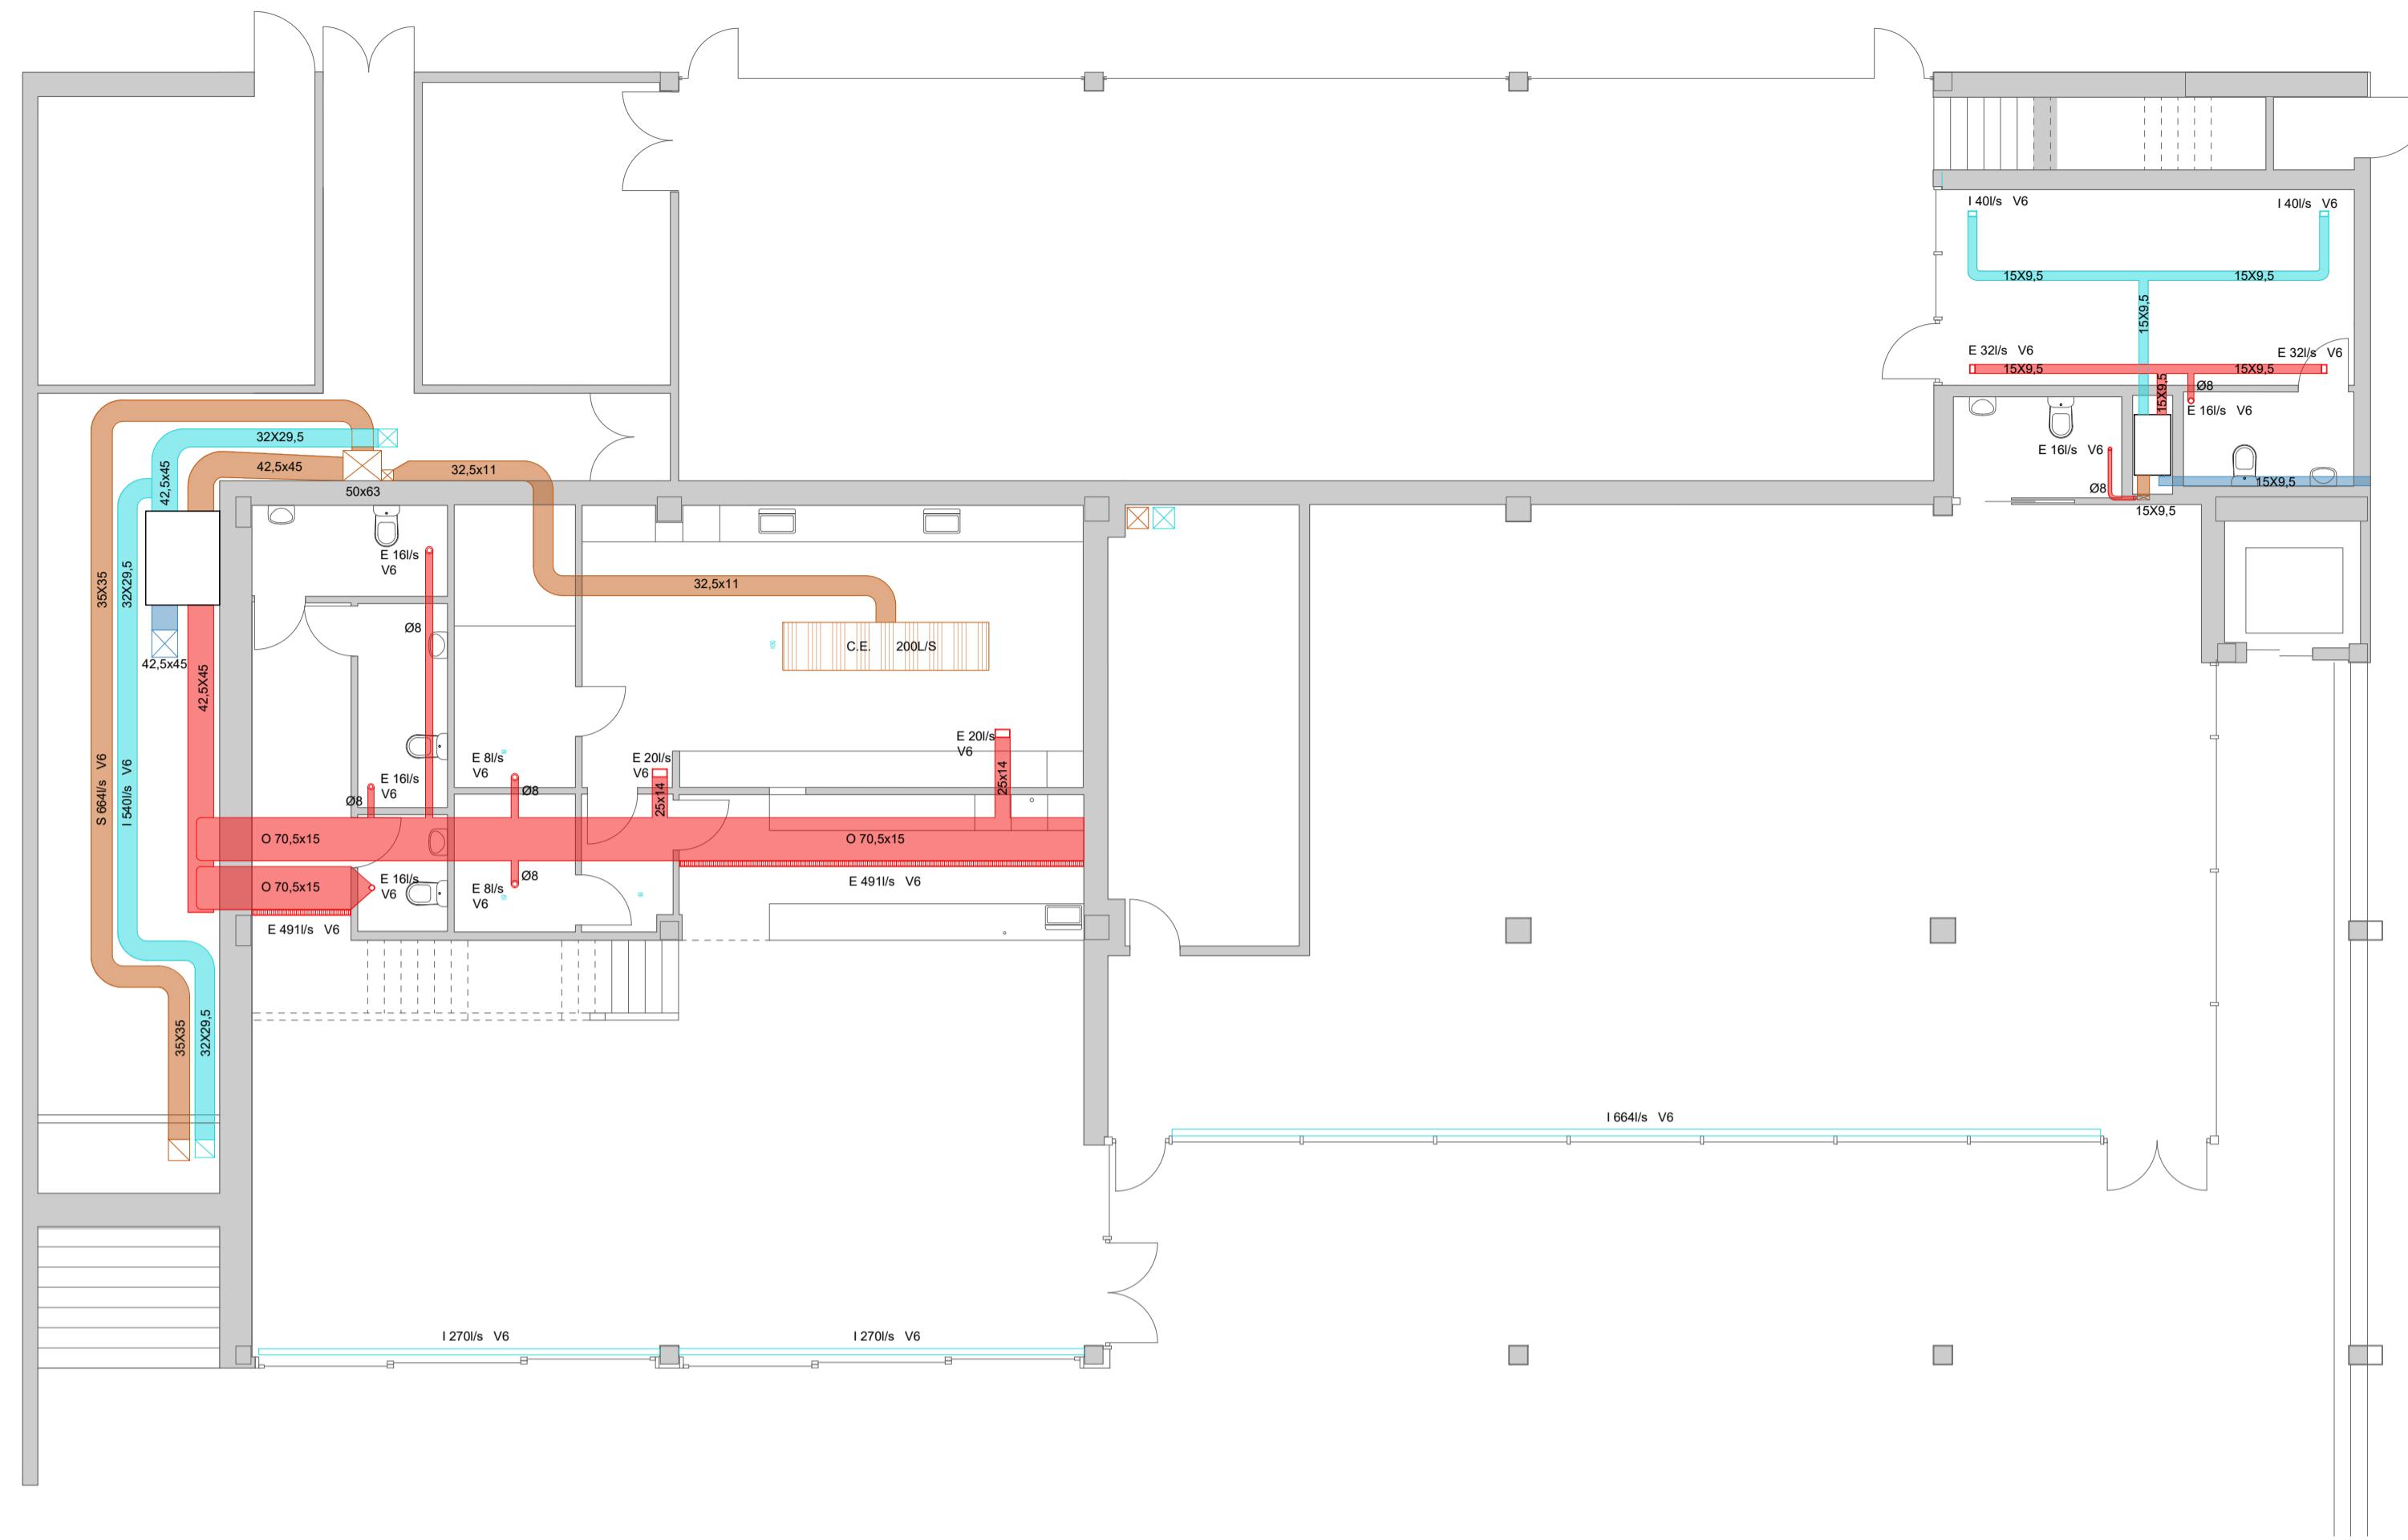 I 40l/s V6
I 40l/s V6
15X9,5
15X9,5
15X9,5
E 32l/s V6
E 32l/s V6
15X9,5
15X9,5
15X9,5
Ø8
E 16l/s V6
E 16l/s V6
Ø8
15X9,5
15X9,5
32X29,5
42,5x45
42,5x45
32,5x11
50x63
35X35
32X29,5
42,5x45
42,5X45
S 664l/s V6
I 540l/s V6
35X35
32X29,5
E 16l/s
V6
Ø8
32,5x11
C.E. 200L/S
E 8l/s
V6
Ø8
E 20l/s
V6
25x14
E 20l/s
V6
25x14
E 16l/s
V6
Ø8
O 70,5x15
O 70,5x15
O 70,5x15
E 16l/s
V6
E 8l/s
V6
Ø8
E 491l/s V6
E 491l/s V6
I 664l/s V6
I 270l/s V6
I 270l/s V6